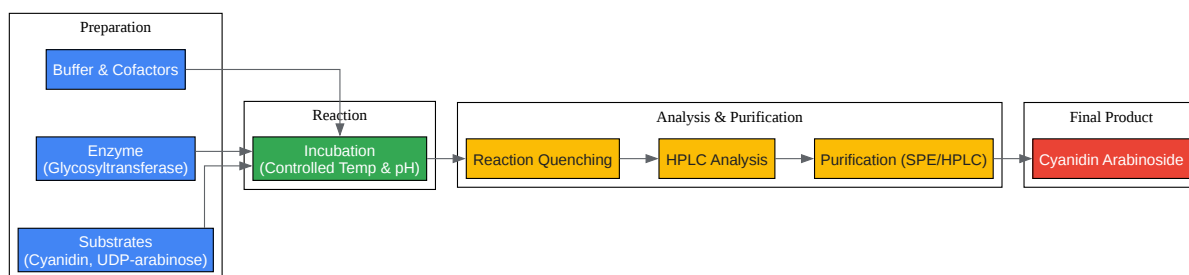 Preparation
Buffer & Cofactors
Enzyme
(Glycosyltransferase)
Substrates
(Cyanidin, UDP-arabinose)
Reaction
Incubation
(Controlled Temp & pH)
Analysis & Purification
Reaction Quenching
HPLC Analysis
Purification (SPE/HPLC)
Final Product
Cyanidin Arabinoside